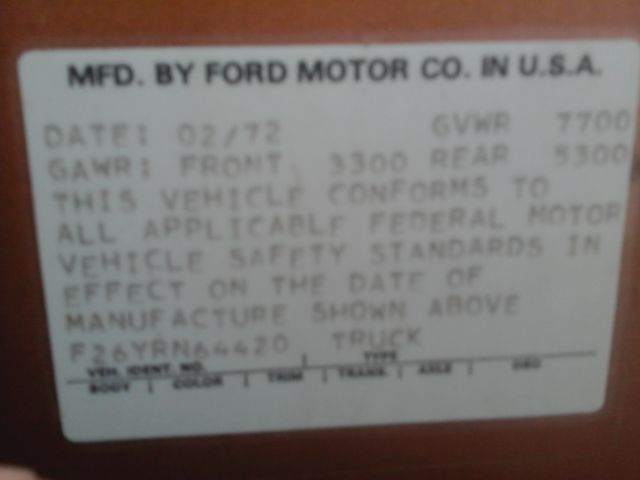 MFD. BY FORD MOTOR CO. IN U.S.A.
DATE: 02/72 GVWR 7700
GAWR: FRONT 3300 REAR 5300
THIS VEHICLE CONFORMS TO
ALL APPLICABLE FEDERAL MOTOR
VEHICLE SAFETY STANDARDS IN
EFFECT ON THE DATE OF
MANUFACTURE SHOWN ABOVE
F26YRN64420 TRUCK
VEH. IDENT. NO. TYPE
BODY | COLOR | TRIM | TRANS. | AXLE | DSO